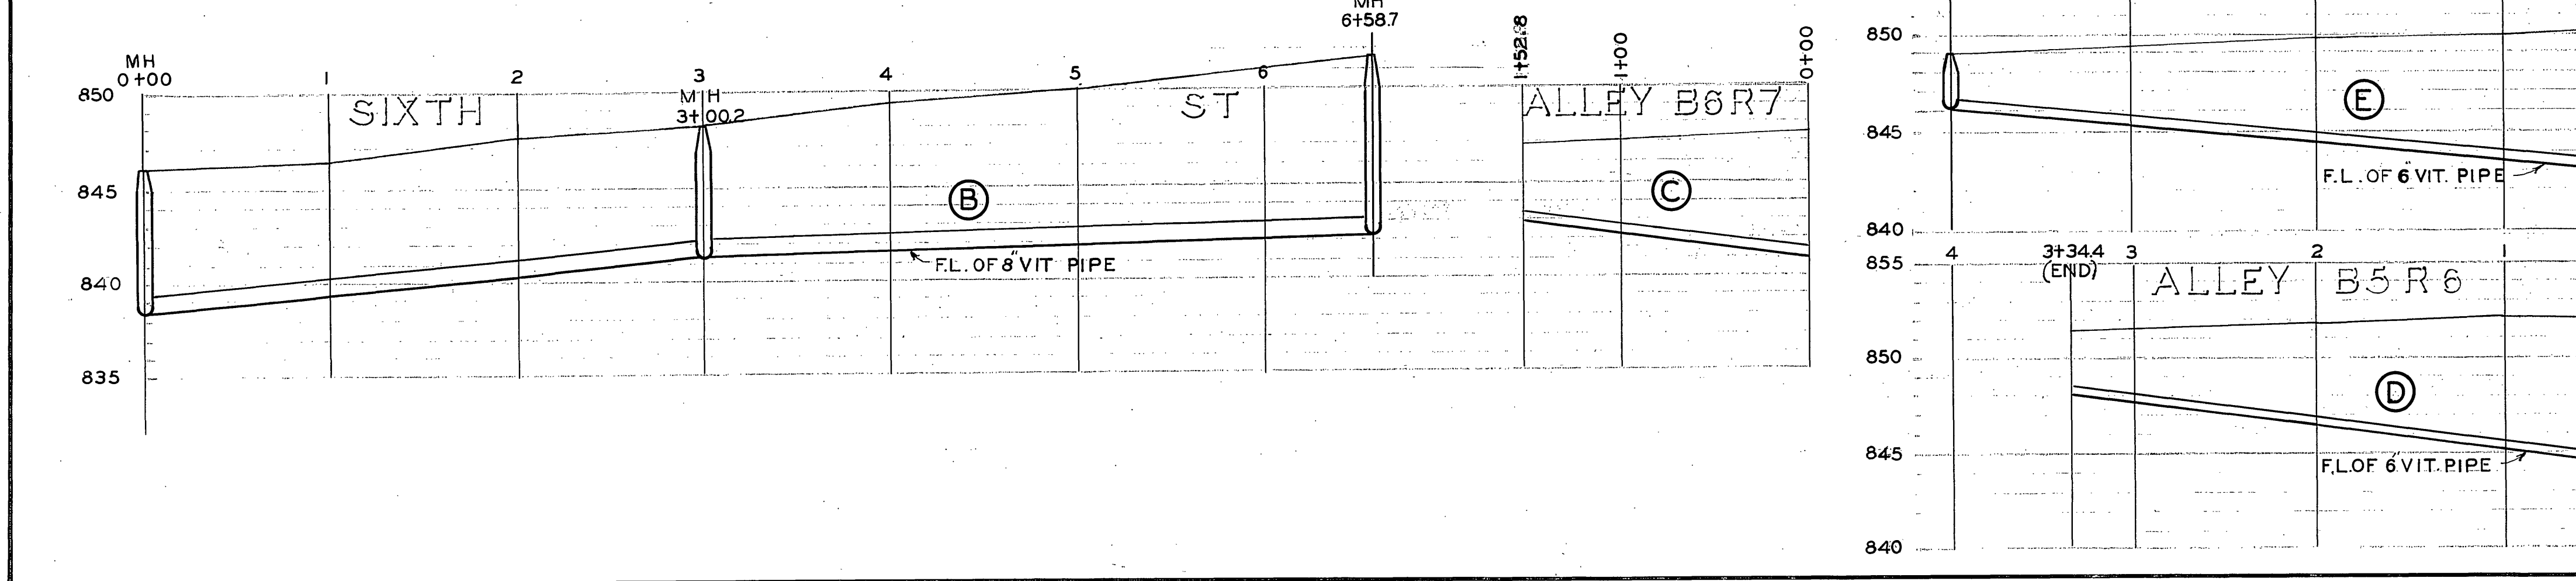 MH
0+00
1
2
3
4
5
6
MH
6+58.7
850
SIXTH
MH
3+00.2
ST
845
B
840
F.L. OF 8" VIT PIPE
835
1+52.8
1+00
0+00
ALLEY B6R7
C
850
E
845
F.L. OF 6" VIT. PIPE
840
4
3+34.4
(END)
3
2
1
855
ALLEY B5R6
850
D
845
F.L. OF 6" VIT. PIPE
840